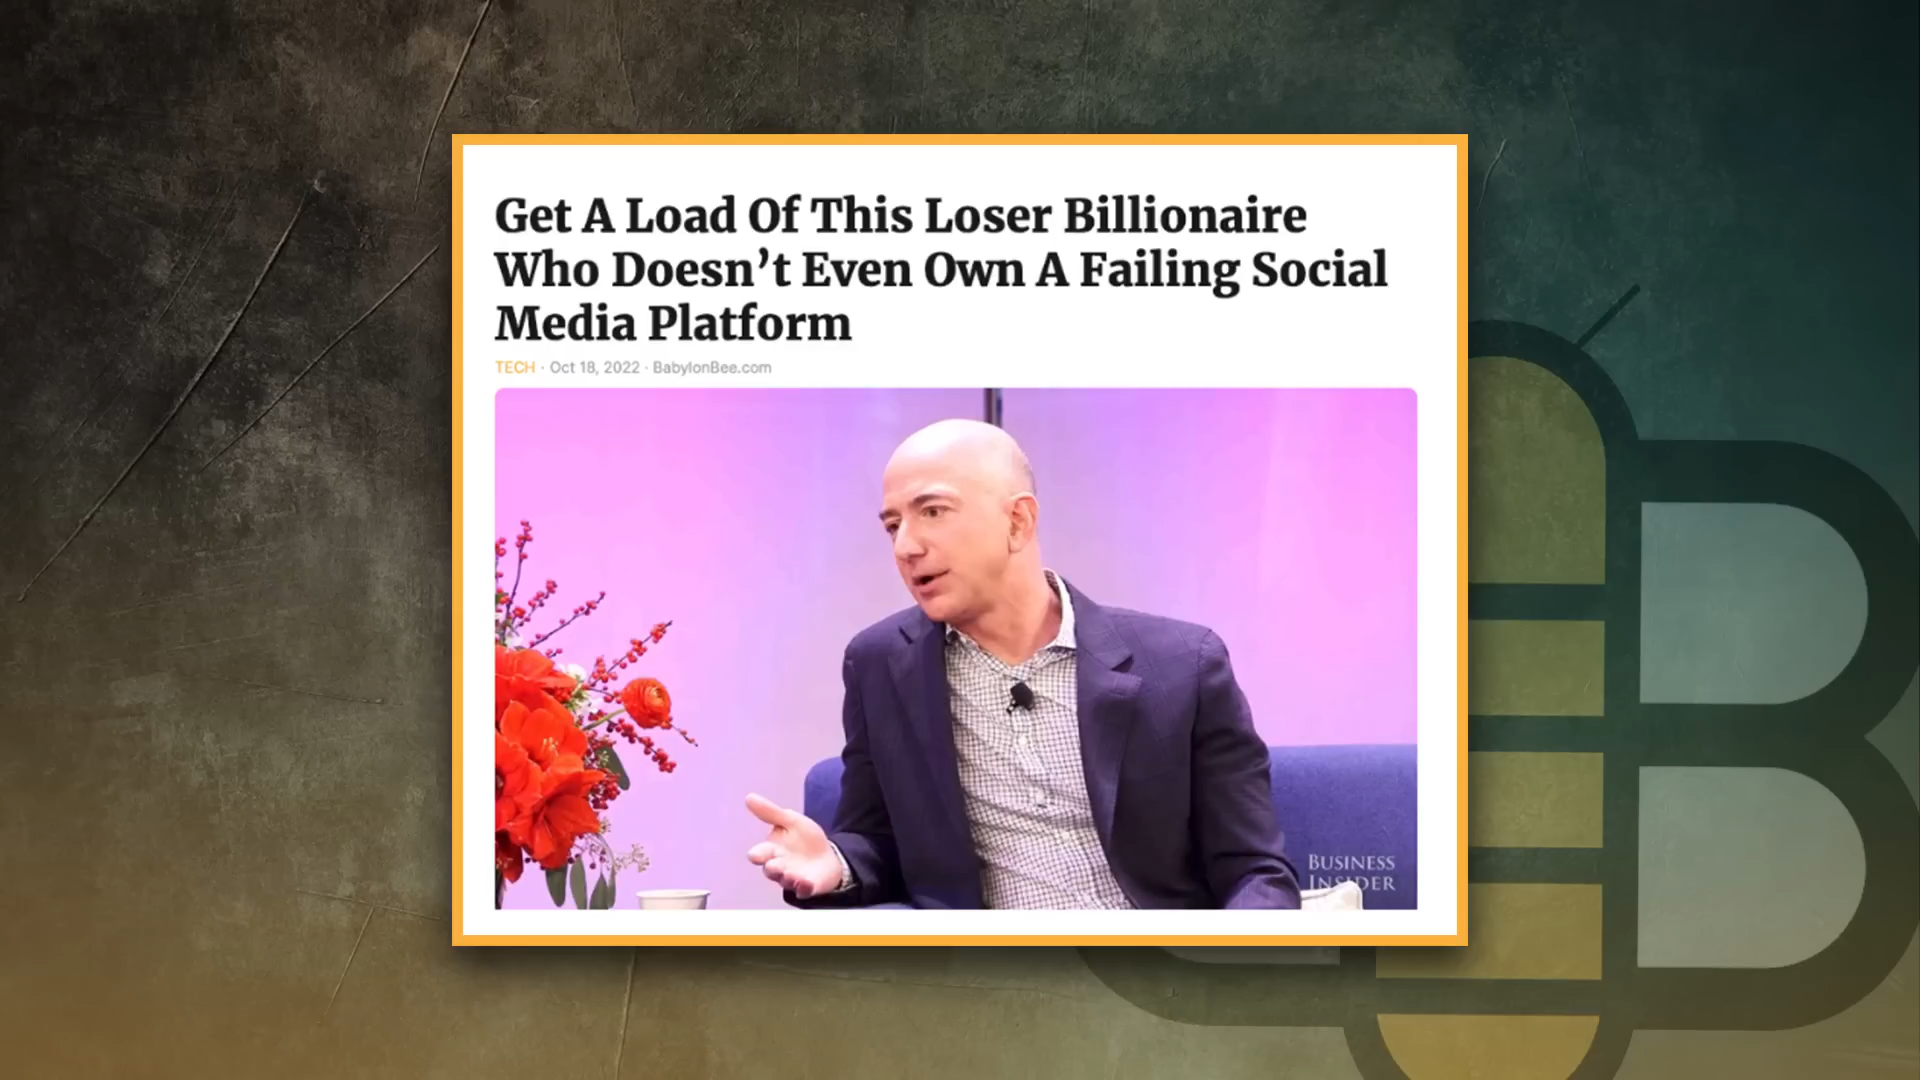 Get A Load Of This Loser Billionaire
Who Doesn’t Even Own A Failing Social
Media Platform
TECH · Oct 18, 2022 · BabylonBee.com
BUSINESS
INSIDER